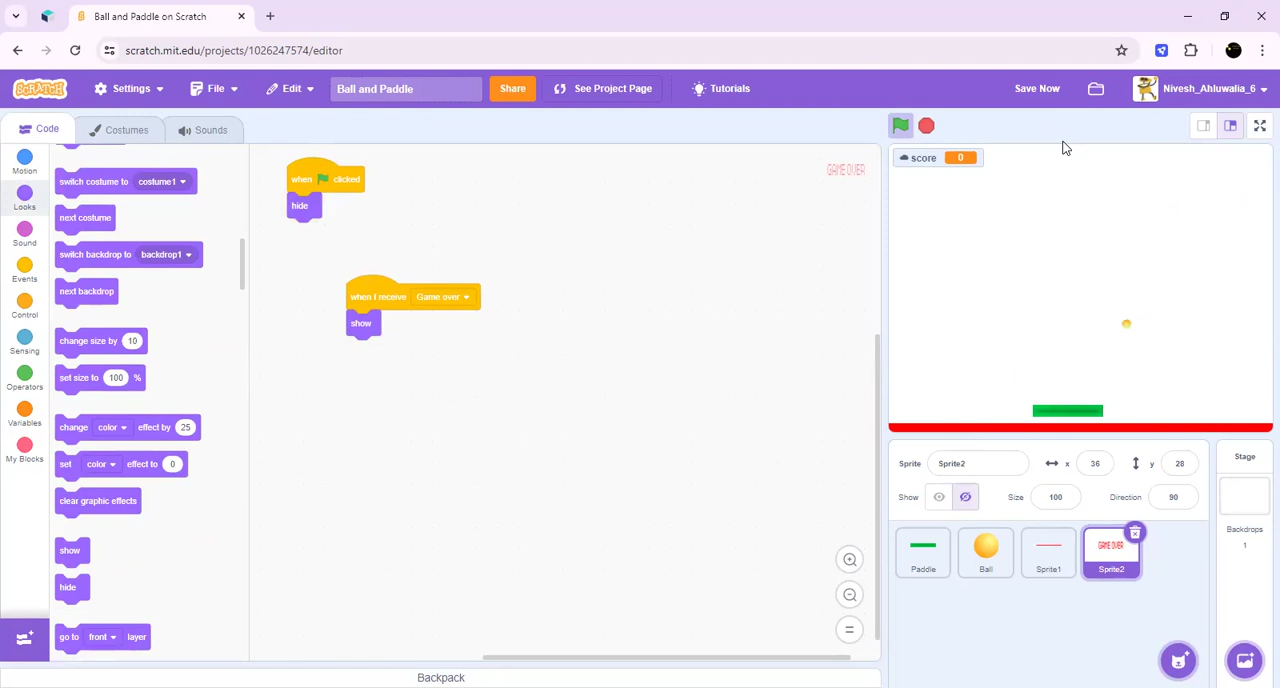 Ball and Paddle on Scratch
scratch.mit.edu/projects/1026247574/editor
SCRATCH
Settings
File
Edit
Ball and Paddle
Share
See Project Page
Tutorials
Save Now
Nivesh_Ahluwalia_6
Code
Costumes
Sounds
Motion
Looks
Sound
Events
Control
Sensing
Operators
Variables
My Blocks
switch costume to costume1
next costume
switch backdrop to backdrop1
next backdrop
change size by 10
set size to 100 %
change color effect by 25
set color effect to 0
clear graphic effects
show
hide
go to front layer
when clicked
hide
when I receive Game over
show
GAME OVER
Backpack
score 0
Sprite Sprite2 x 36 y 28
Show Size 100 Direction 90
Paddle
Ball
Sprite1
GAME OVER
Sprite2
Stage
Backdrops
1